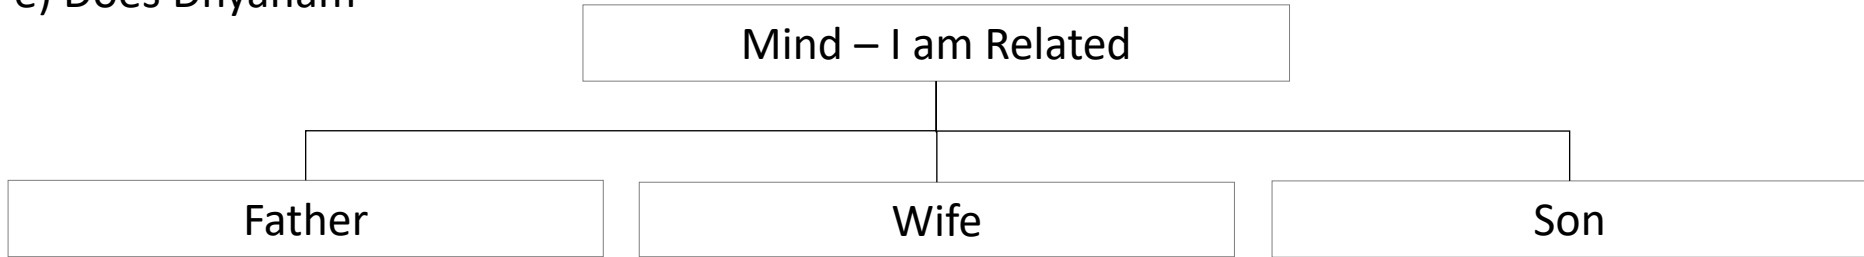 e) Does Dhyanam
Mind – I am Related
Father
Wife
Son